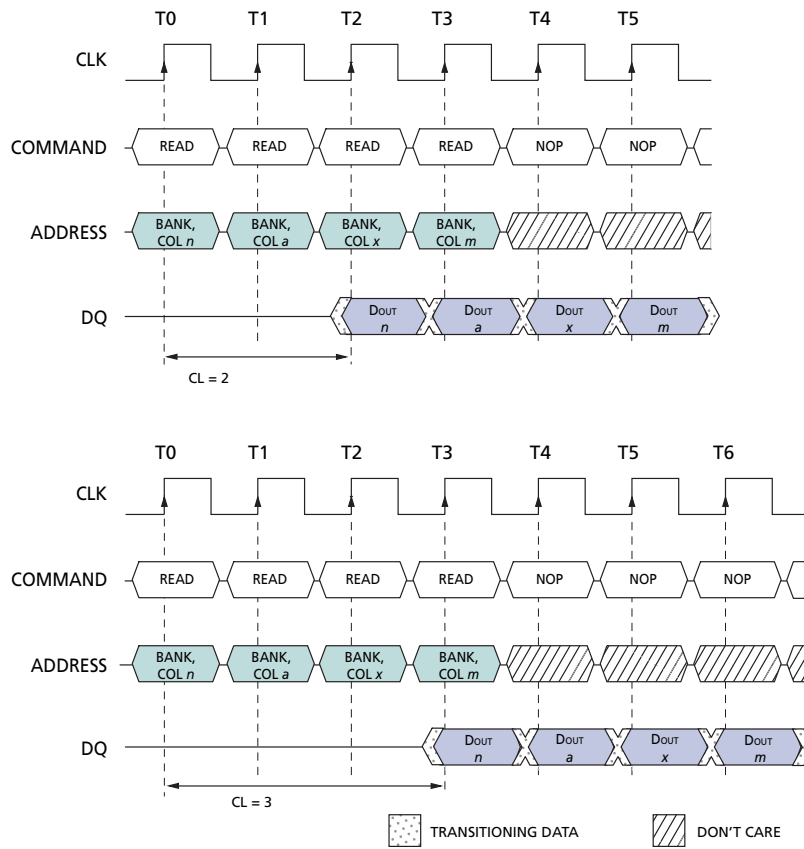 T0 T1 T2 T3 T4 T5
CLK
COMMAND READ READ READ READ NOP NOP
ADDRESS BANK, COL n BANK, COL a BANK, COL x BANK, COL m
DQ DOUT n DOUT a DOUT x DOUT m
CL = 2
T0 T1 T2 T3 T4 T5 T6
CLK
COMMAND READ READ READ READ NOP NOP NOP
ADDRESS BANK, COL n BANK, COL a BANK, COL x BANK, COL m
DQ DOUT n DOUT a DOUT x DOUT m
CL = 3
TRANSITIONING DATA DON'T CARE